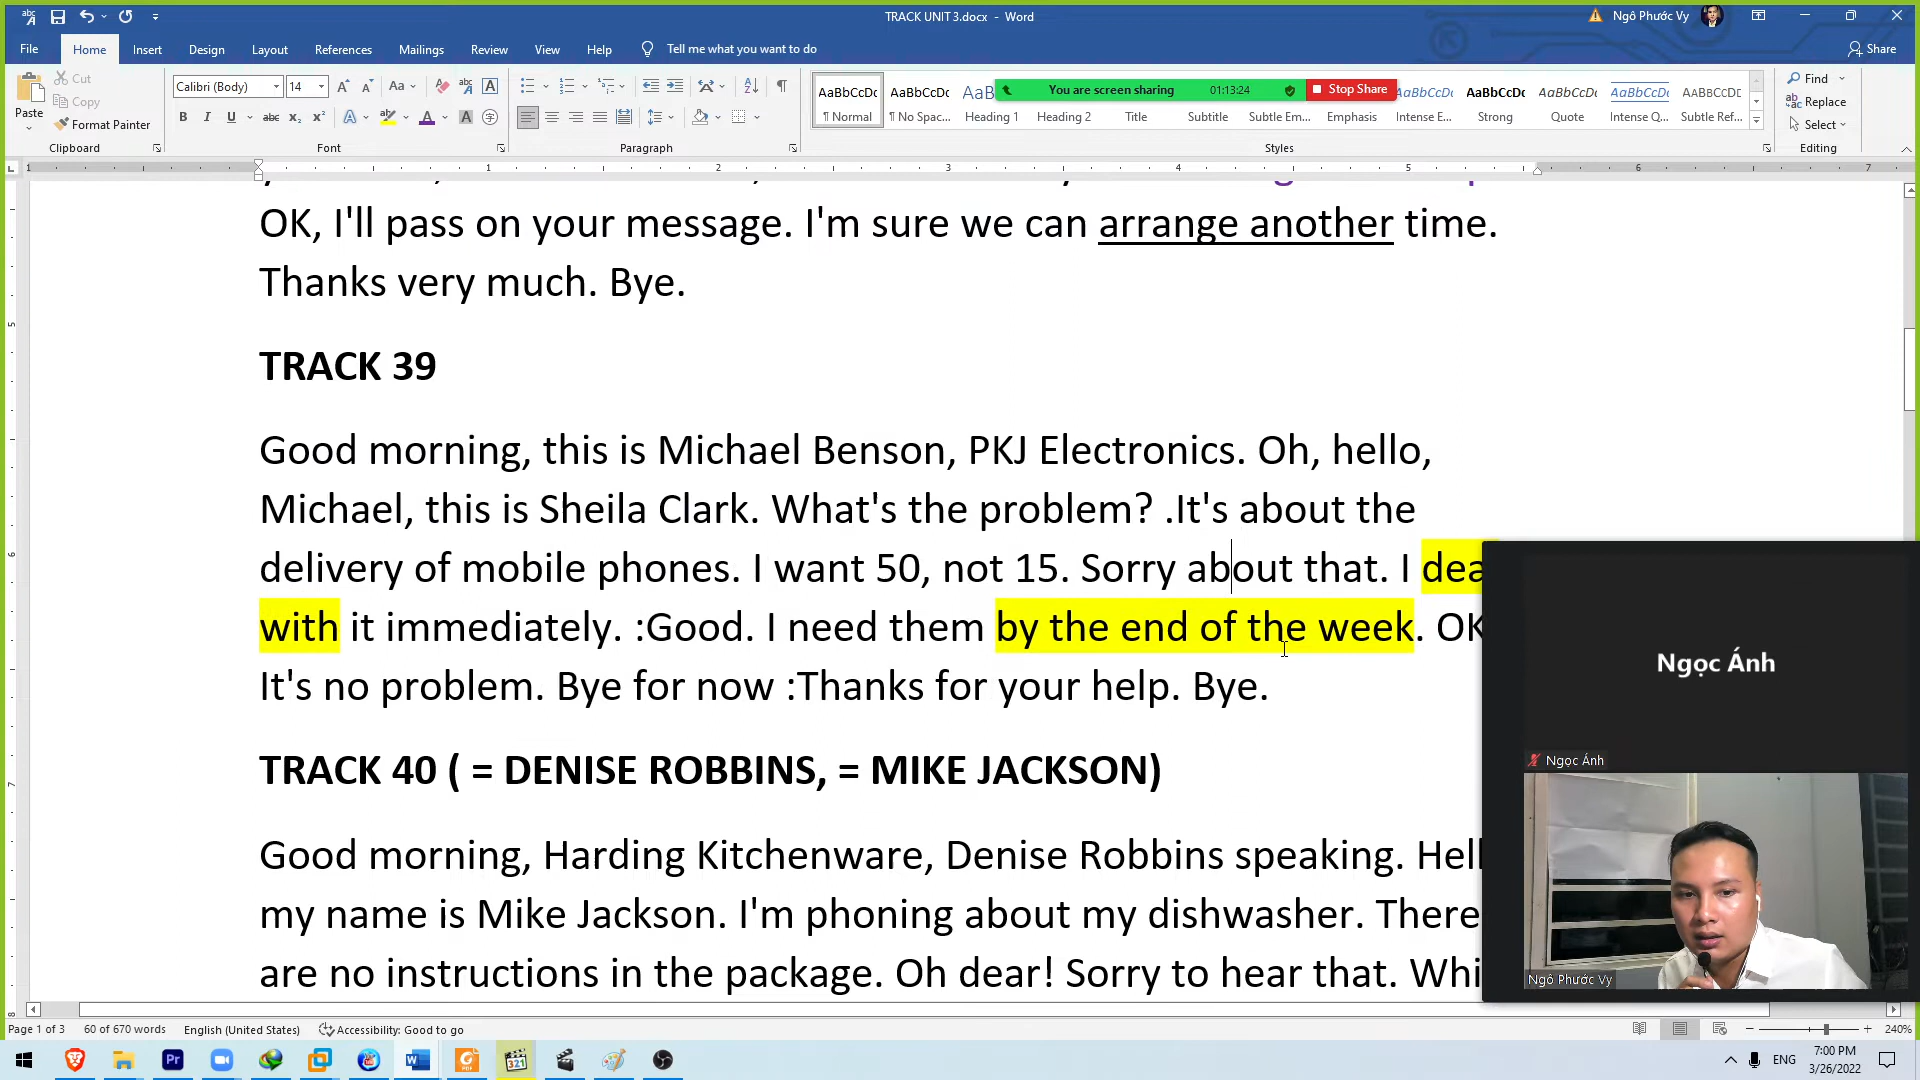 TRACK UNIT 3.docx - Word
Ngô Phước Vy
File Home Insert Design Layout References Mailings Review View Help Tell me what you want to do Share
Paste
Cut
Copy
Format Painter
Clipboard
Calibri (Body) 14
Font
Paragraph
AaBbCcDc ¶ Normal
AaBbCcDc ¶ No Spac...
Heading 1
Heading 2
Title
Subtitle
Subtle Em...
Emphasis
Intense E...
AaBbCcDc Strong
AaBbCcDc Quote
AaBbCcDc Intense Q...
AABBCCDC Subtle Ref...
Styles
You are screen sharing 01:13:24 Stop Share
Find
Replace
Select
Editing
OK, I'll pass on your message. I'm sure we can arrange another time.
Thanks very much. Bye.
TRACK 39
Good morning, this is Michael Benson, PKJ Electronics. Oh, hello,
Michael, this is Sheila Clark. What's the problem? .It's about the
delivery of mobile phones. I want 50, not 15. Sorry about that. I
with it immediately. :Good. I need them by the end of the week. OK
It's no problem. Bye for now :Thanks for your help. Bye.
TRACK 40 ( = DENISE ROBBINS, = MIKE JACKSON)
Good morning, Harding Kitchenware, Denise Robbins speaking.
my name is Mike Jackson. I'm phoning about my dishwasher. There
are no instructions in the package. Oh dear! Sorry to hear that.
Ngọc Ánh
Ngọc Ánh
Ngô Phước Vy
Page 1 of 3 60 of 670 words English (United States) Accessibility: Good to go 240%
ENG 7:00 PM
3/26/2022